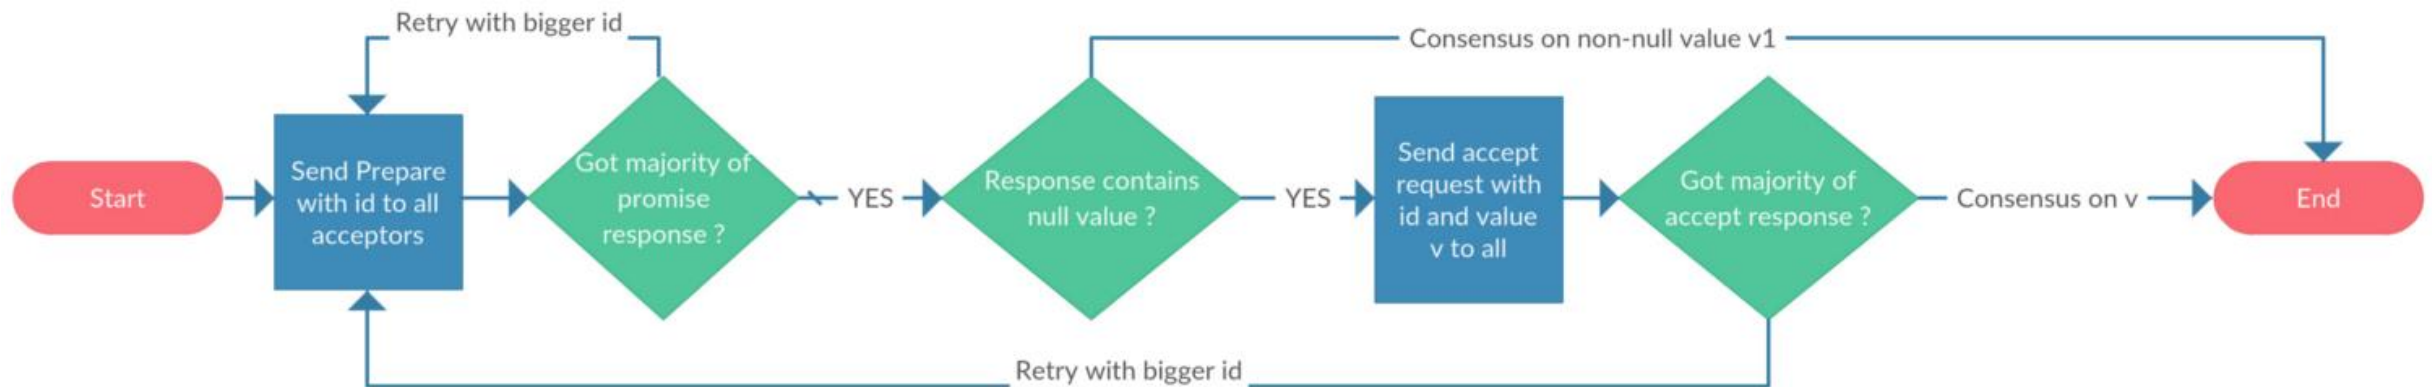 Retry with bigger id
Consensus on non-null value v1
Start
Send Prepare
with id to all
acceptors
Got majority of
promise
response ?
YES
Response contains
null value ?
YES
Send accept
request with
id and value
v to all
Got majority of
accept response ?
Consensus on v
End
Retry with bigger id